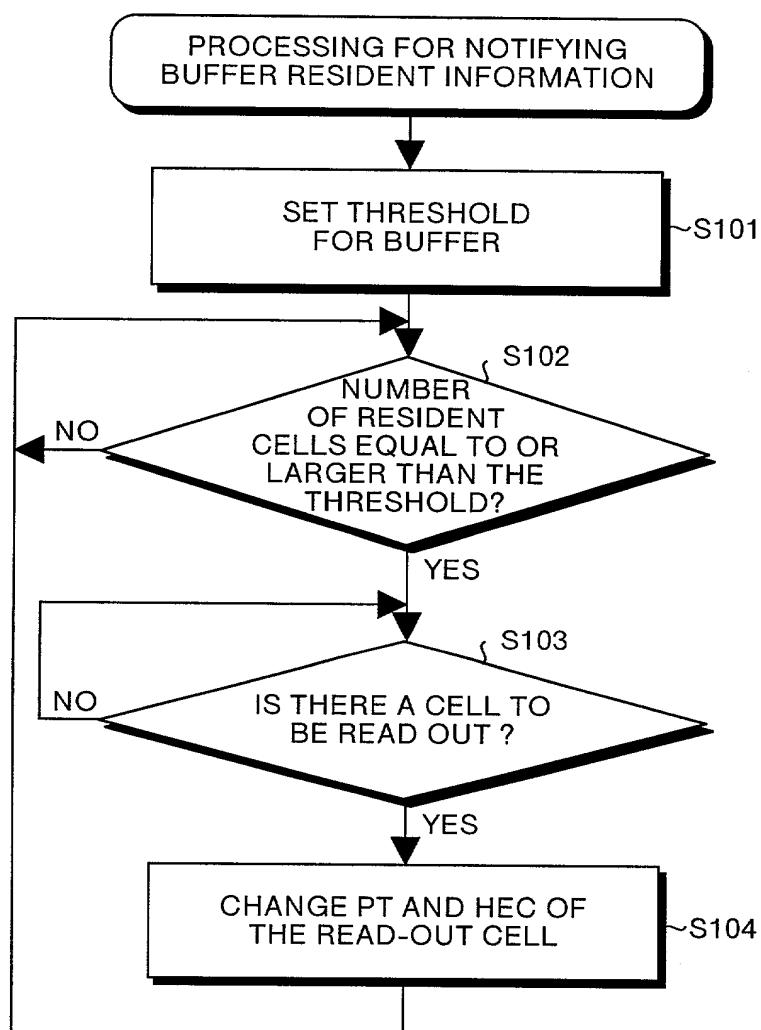 PROCESSING FOR NOTIFYING
BUFFER RESIDENT INFORMATION
SET THRESHOLD
FOR BUFFER
S101
S102
NUMBER
OF RESIDENT
CELLS EQUAL TO OR
LARGER THAN THE
THRESHOLD?
NO
YES
S103
IS THERE A CELL TO
BE READ OUT ?
NO
YES
CHANGE PT AND HEC OF
THE READ-OUT CELL
S104